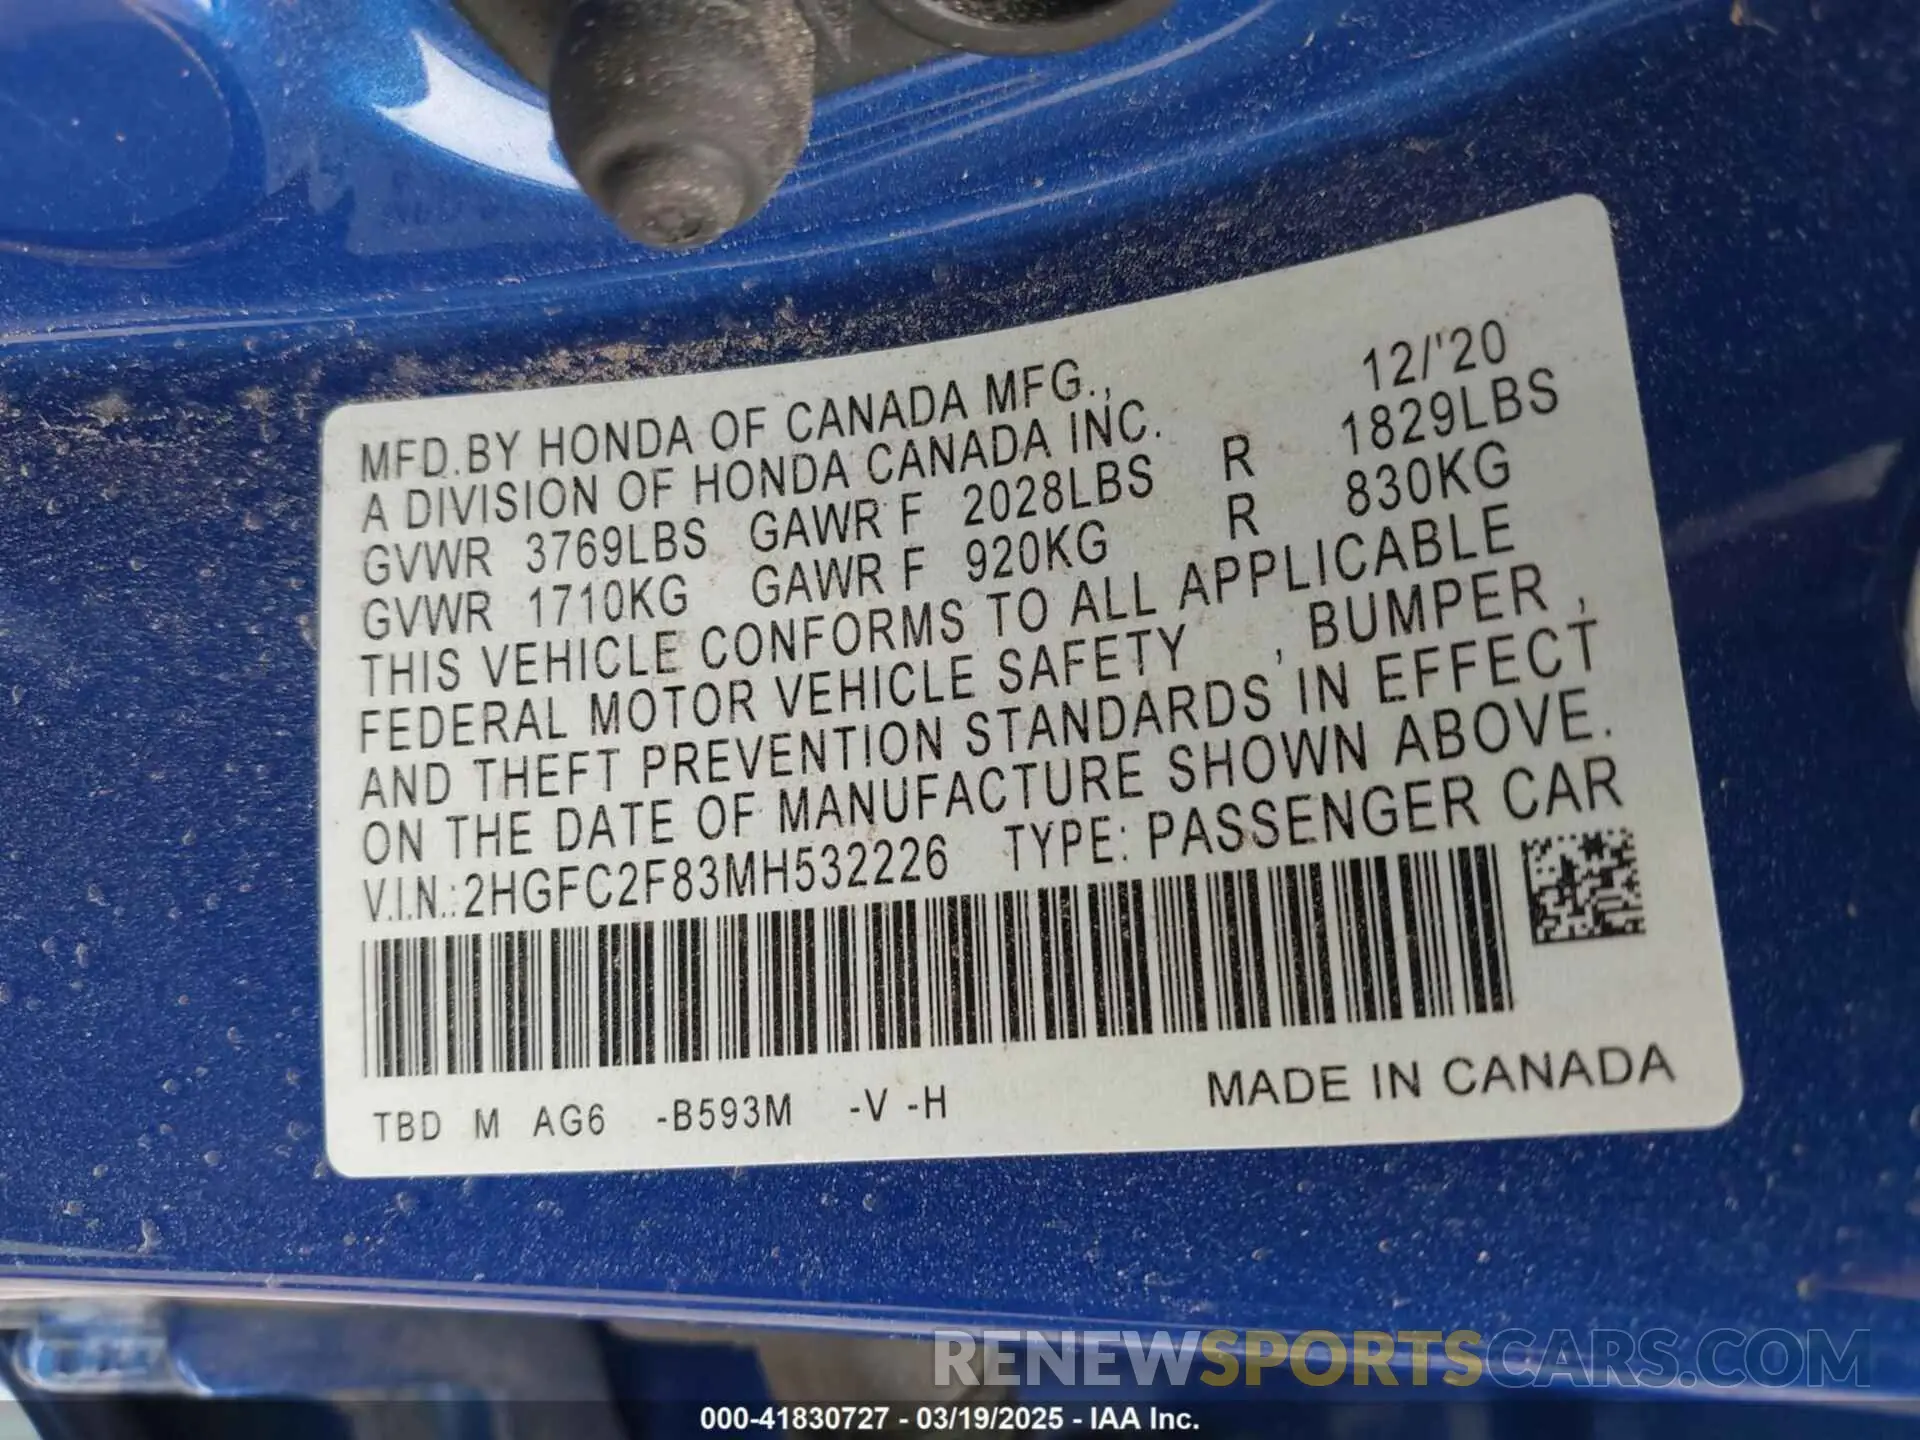 MFD.BY HONDA OF CANADA MFG., 12/'20
A DIVISION OF HONDA CANADA INC.
GVWR 3769LBS GAWR F 2028LBS R 1829LBS
GVWR 1710KG GAWR F 920KG R 830KG
THIS VEHICLE CONFORMS TO ALL APPLICABLE
FEDERAL MOTOR VEHICLE SAFETY , BUMPER ,
AND THEFT PREVENTION STANDARDS IN EFFECT
ON THE DATE OF MANUFACTURE SHOWN ABOVE.
V.I.N.:2HGFC2F83MH532226 TYPE: PASSENGER CAR
TBD M AG6 -B593M -V -H MADE IN CANADA
RENEWSPORTSCARS.COM
000-41830727 - 03/19/2025 - IAA Inc.